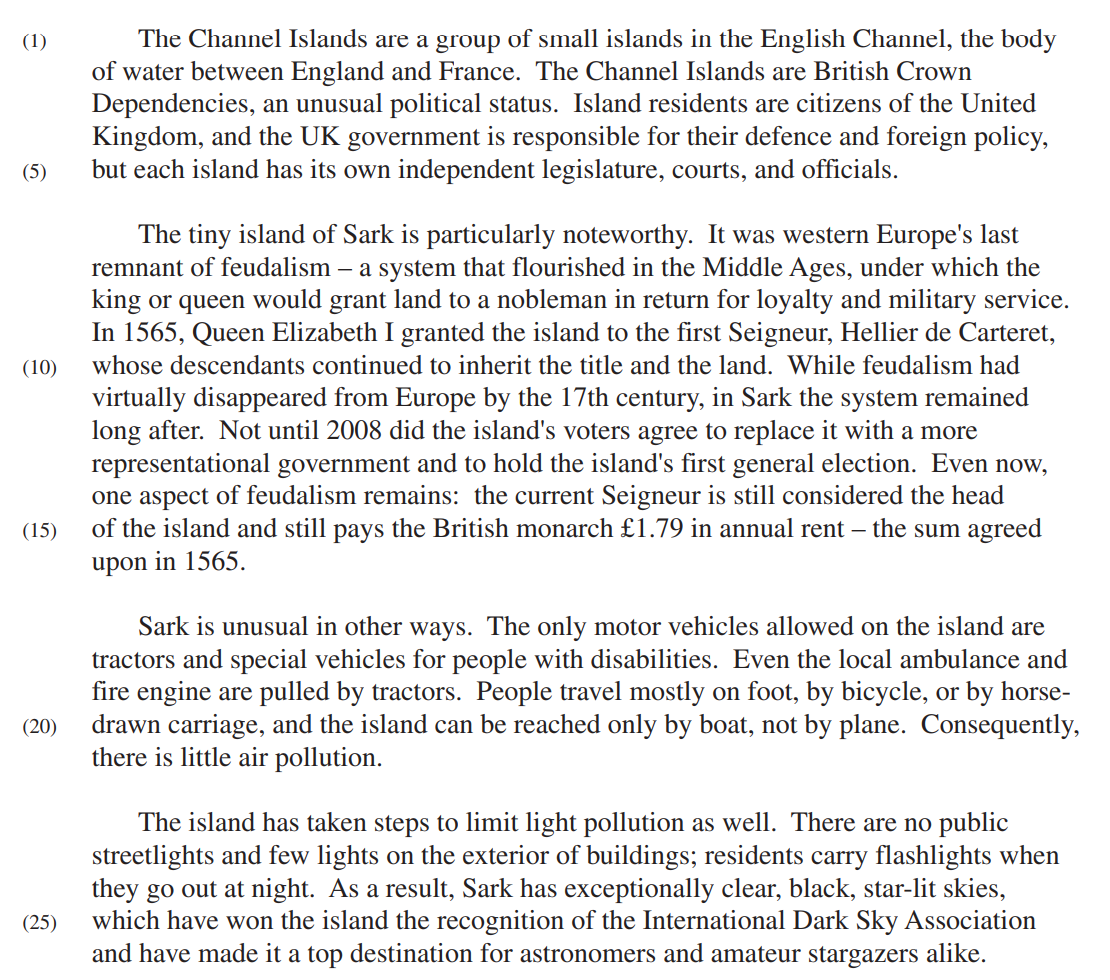 (1) The Channel Islands are a group of small islands in the English Channel, the body
of water between England and France. The Channel Islands are British Crown
Dependencies, an unusual political status. Island residents are citizens of the United
Kingdom, and the UK government is responsible for their defence and foreign policy,
(5) but each island has its own independent legislature, courts, and officials.
The tiny island of Sark is particularly noteworthy. It was western Europe's last
remnant of feudalism – a system that flourished in the Middle Ages, under which the
king or queen would grant land to a nobleman in return for loyalty and military service.
In 1565, Queen Elizabeth I granted the island to the first Seigneur, Hellier de Carteret,
(10) whose descendants continued to inherit the title and the land. While feudalism had
virtually disappeared from Europe by the 17th century, in Sark the system remained
long after. Not until 2008 did the island's voters agree to replace it with a more
representational government and to hold the island's first general election. Even now,
one aspect of feudalism remains: the current Seigneur is still considered the head
(15) of the island and still pays the British monarch £1.79 in annual rent – the sum agreed
upon in 1565.
Sark is unusual in other ways. The only motor vehicles allowed on the island are
tractors and special vehicles for people with disabilities. Even the local ambulance and
fire engine are pulled by tractors. People travel mostly on foot, by bicycle, or by horse-
(20) drawn carriage, and the island can be reached only by boat, not by plane. Consequently,
there is little air pollution.
The island has taken steps to limit light pollution as well. There are no public
streetlights and few lights on the exterior of buildings; residents carry flashlights when
they go out at night. As a result, Sark has exceptionally clear, black, star-lit skies,
(25) which have won the island the recognition of the International Dark Sky Association
and have made it a top destination for astronomers and amateur stargazers alike.